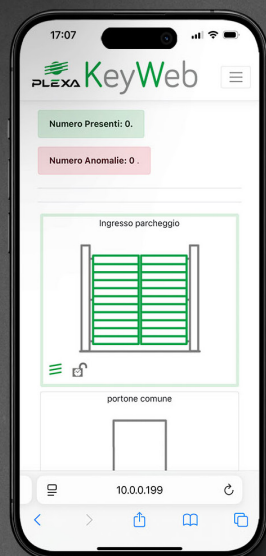 17:07
PLEXA KeyWeb
Numero Presenti: 0.
Numero Anomalie: 0 .
Ingresso parcheggio
portone comune
10.0.0.199